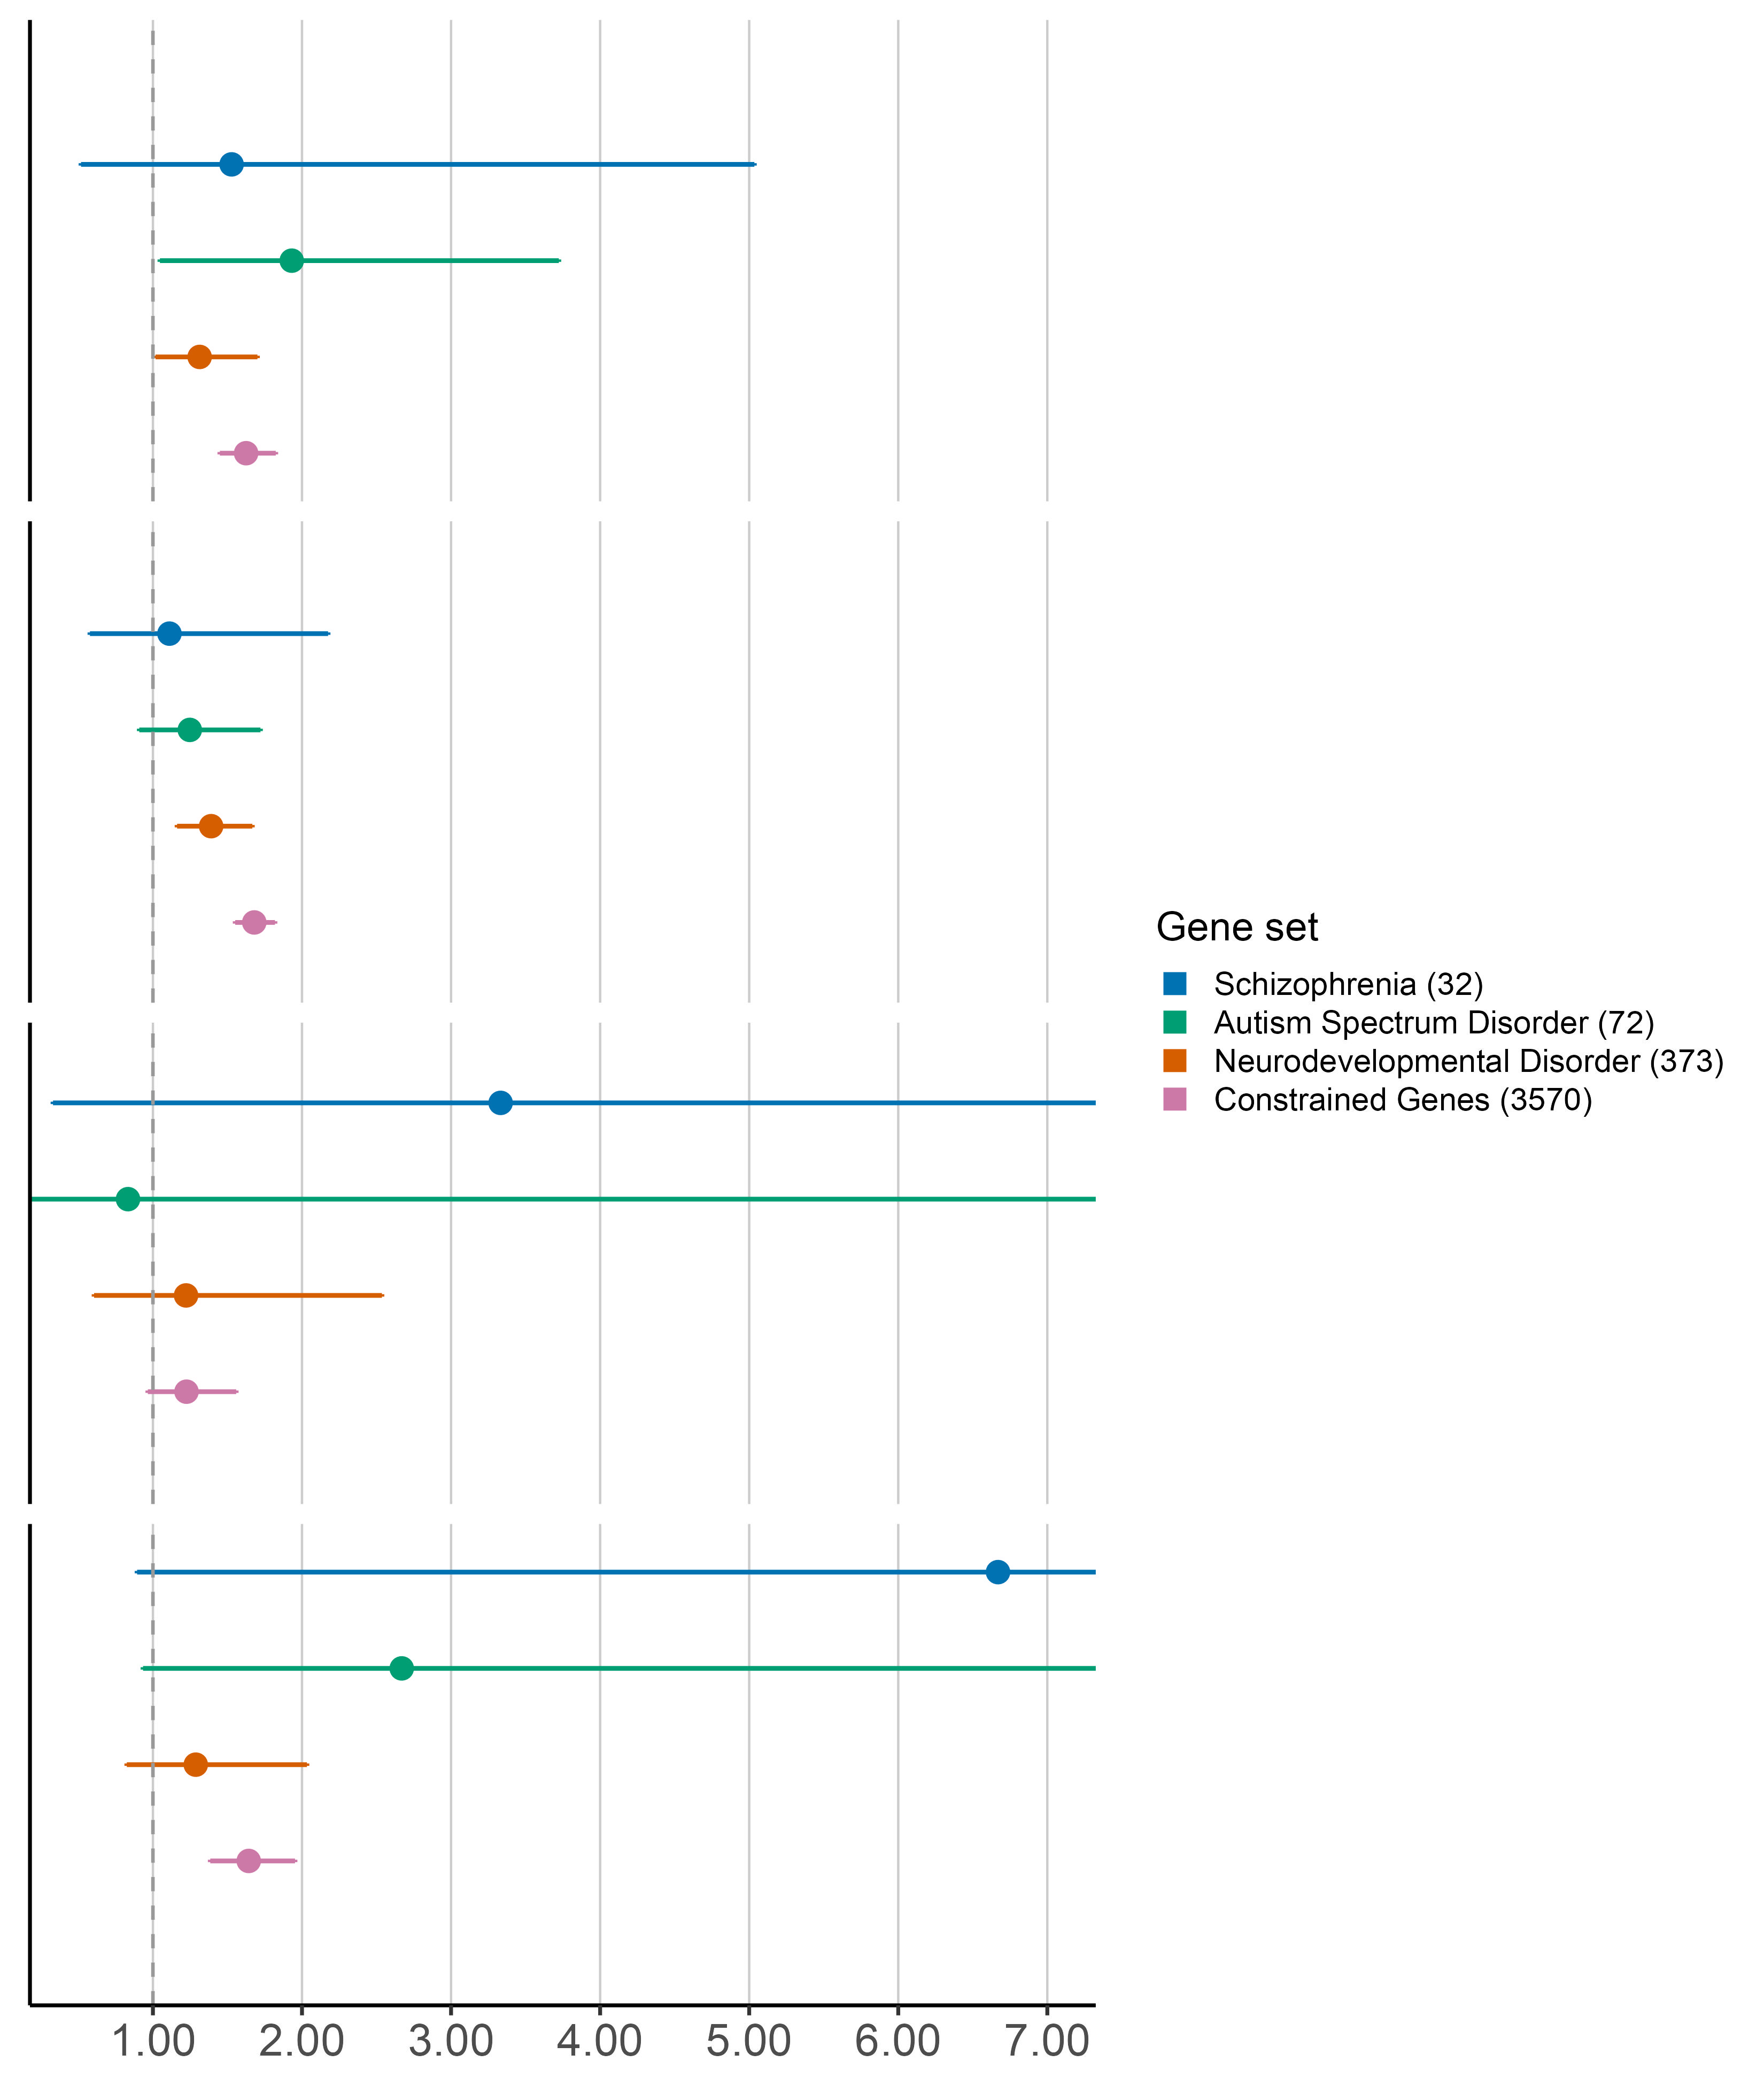 Gene set
Schizophrenia (32)
Autism Spectrum Disorder (72)
Neurodevelopmental Disorder (373)
Constrained Genes (3570)
1.00 2.00 3.00 4.00 5.00 6.00 7.00